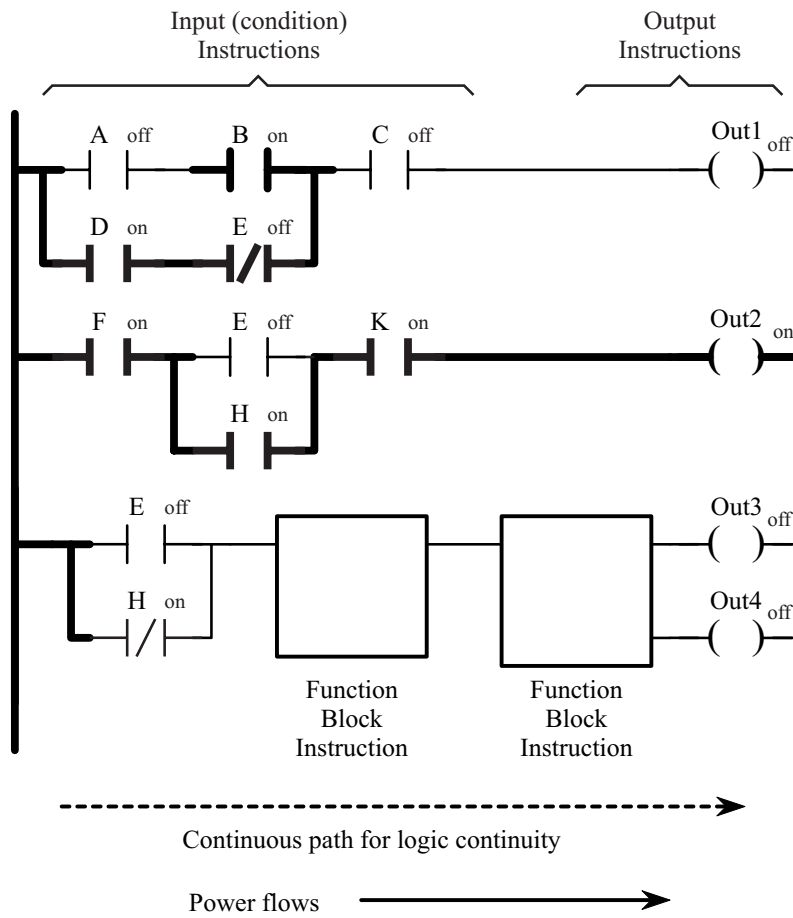 Input (condition)
Instructions
Output
Instructions
A off B on C off Out1 off
D on E off
F on E off K on Out2 on
H on
E off Out3 off
H on Out4 off
Function
Block
Instruction
Function
Block
Instruction
Continuous path for logic continuity
Power flows